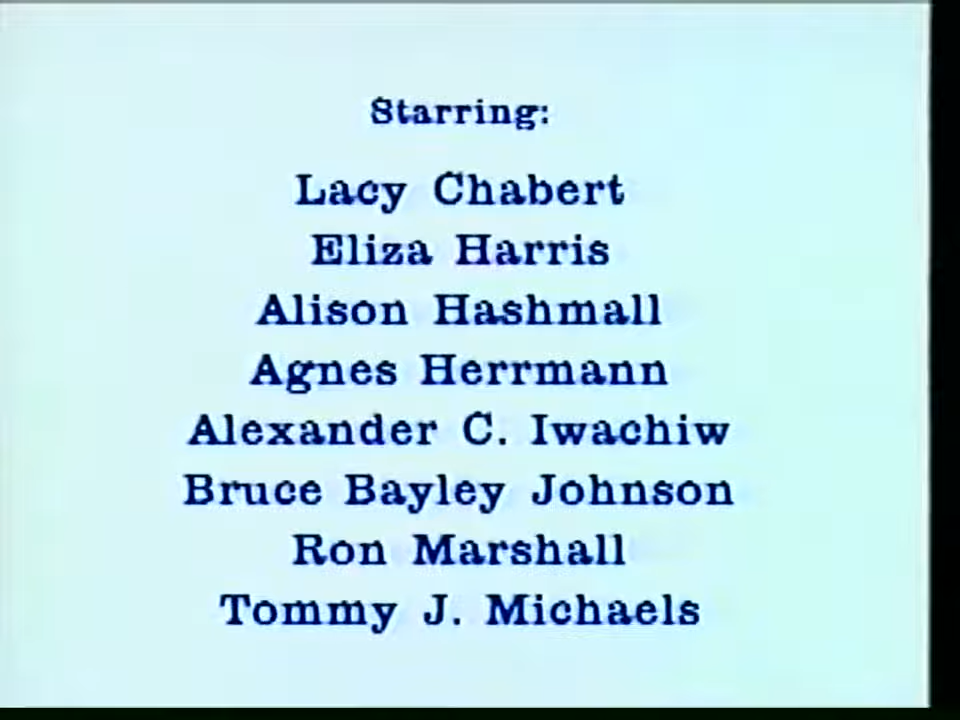 Starring:
Lacy Chabert
Eliza Harris
Alison Hashmall
Agnes Herrmann
Alexander C. Iwachiw
Bruce Bayley Johnson
Ron Marshall
Tommy J. Michaels